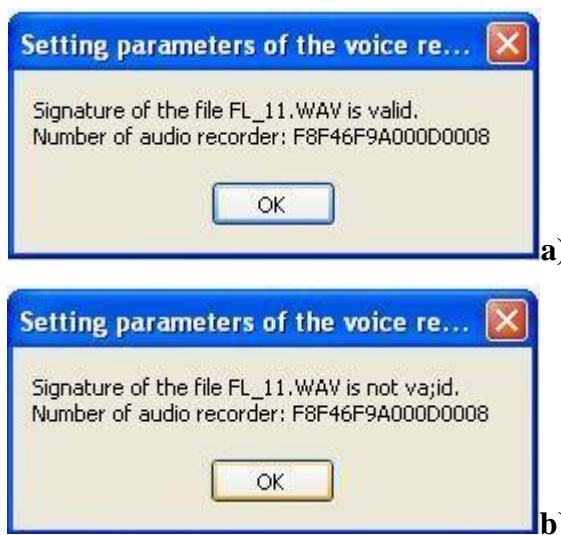 Setting parameters of the voice re...
Signature of the file FL_11.WAV is valid.
Number of audio recorder: F8F46F9A000D0008
OK
a)
Setting parameters of the voice re...
Signature of the file FL_11.WAV is not va;id.
Number of audio recorder: F8F46F9A000D0008
OK
b)